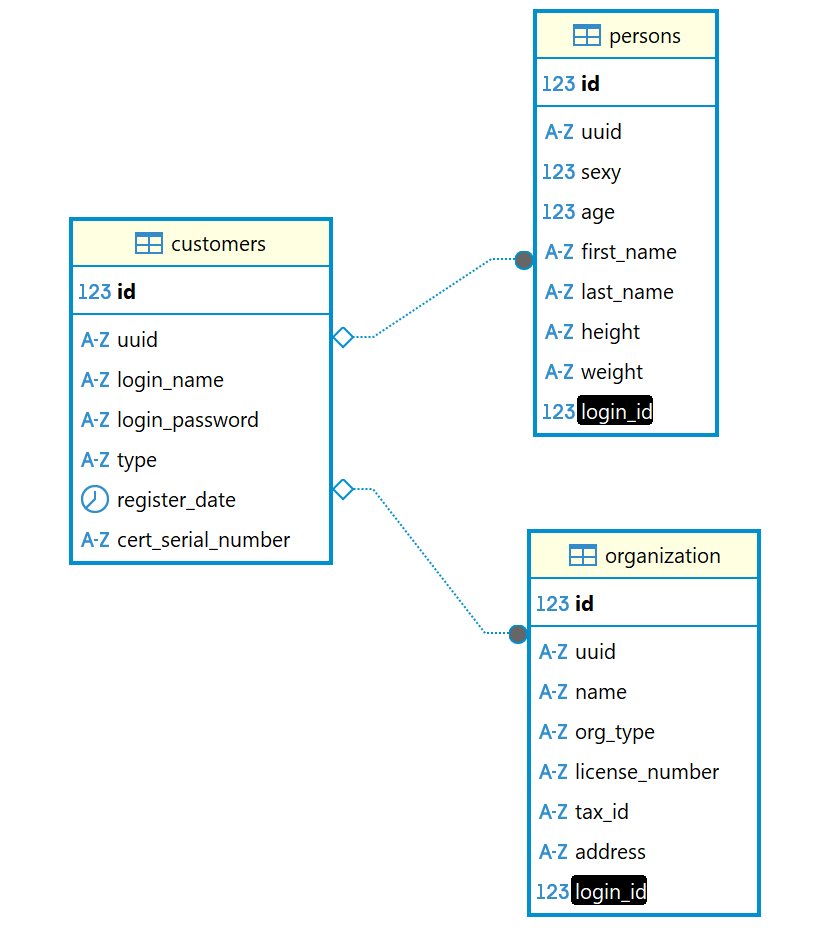 persons
123 id
A-Z uuid
123 sexy
123 age
A-Z first_name
A-Z last_name
A-Z height
A-Z weight
123 login_id
customers
123 id
A-Z uuid
A-Z login_name
A-Z login_password
A-Z type
register_date
A-Z cert_serial_number
organization
123 id
A-Z uuid
A-Z name
A-Z org_type
A-Z license_number
A-Z tax_id
A-Z address
123 login_id